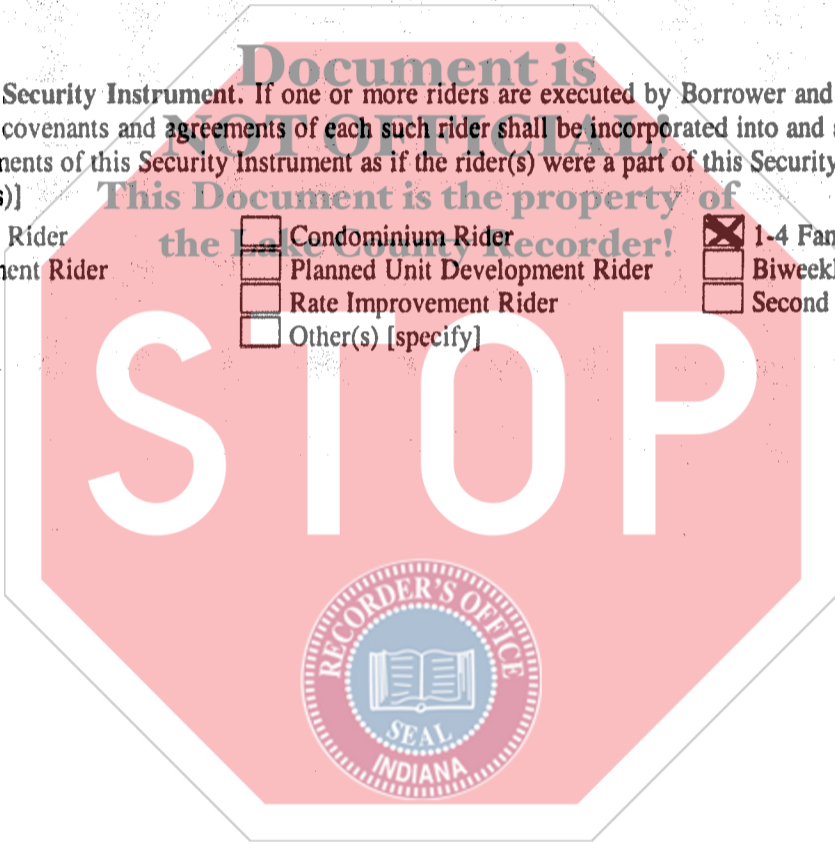 Document is
Security Instrument. If one or more riders are executed by Borrower and
NOT OFFICIAL!
covenants and agreements of each such rider shall be incorporated into and
ments of this Security Instrument as if the rider(s) were a part of this Security
s)]
This Document is the property of
Rider
Condominium Rider
1-4 Fam
the Lake County Recorder!
ment Rider
Planned Unit Development Rider
Biweekl
Rate Improvement Rider
Second
Other(s) [specify]
STOP
RECORDER'S OFFICE
SEAL
INDIANA